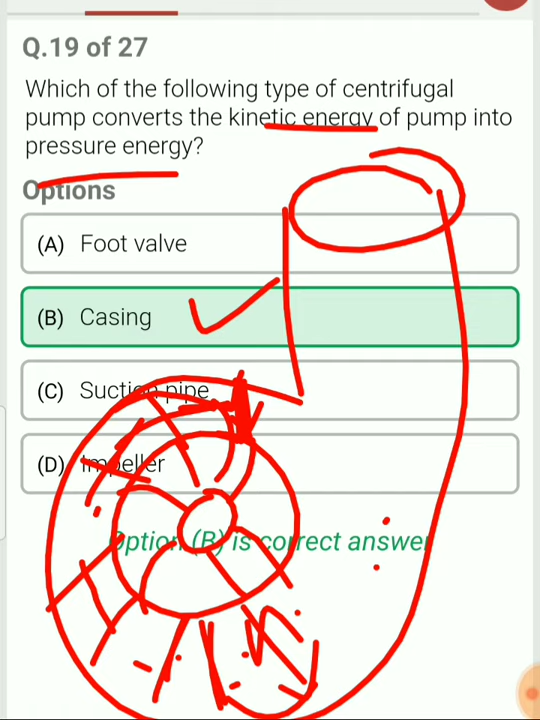 Q.19 of 27
Which of the following type of centrifugal
pump converts the kinetic energy of pump into
pressure energy?
Options
(A) Foot valve
(B) Casing
(C) Suction pipe
(D) Impeller
Option (B) is correct answer